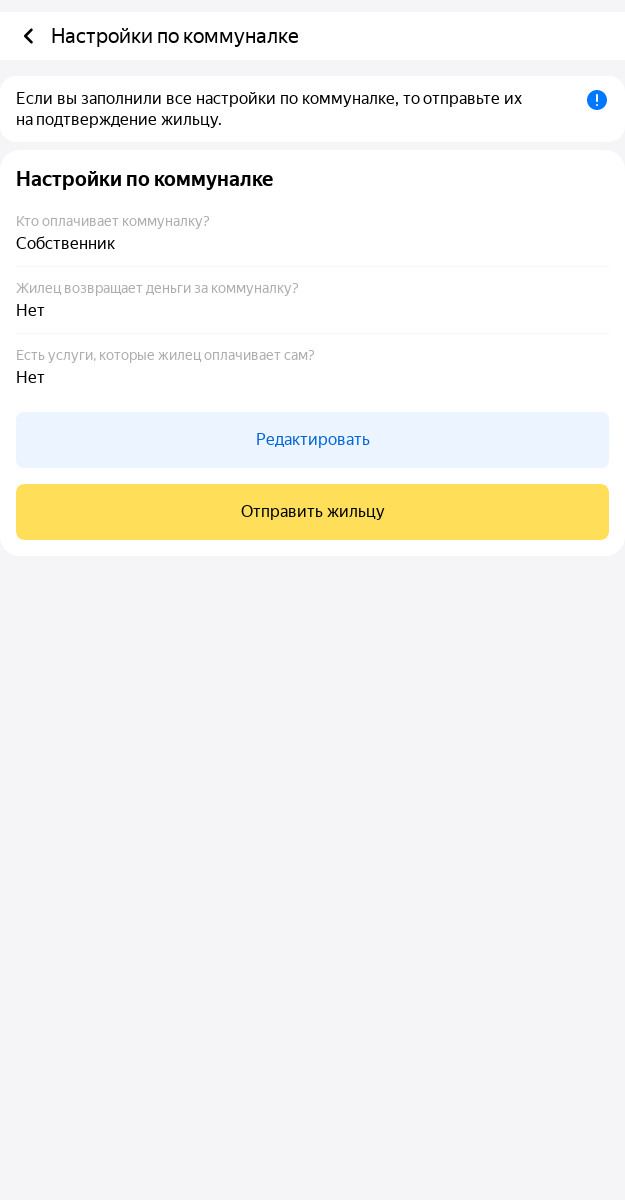 Настройки по коммуналке
Если вы заполнили все настройки по коммуналке, то отправьте их
на подтверждение жильцу.
Настройки по коммуналке
Кто оплачивает коммуналку?
Собственник
Жилец возвращает деньги за коммуналку?
Нет
Есть услуги, которые жилец оплачивает сам?
Нет
Редактировать
Отправить жильцу